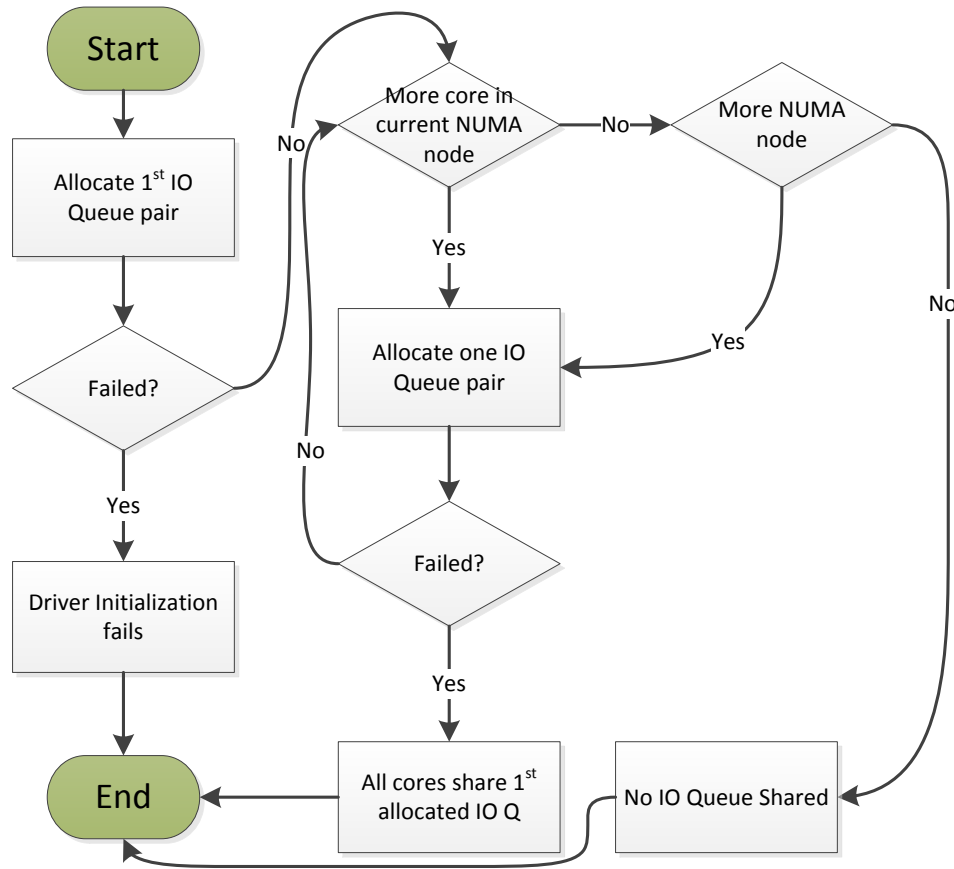 Start
Allocate 1st IO
Queue pair
Failed?
No
Yes
Driver Initialization
fails
End
More core in
current NUMA
node
No
More NUMA
node
Yes
Yes
No
Allocate one IO
Queue pair
Failed?
No
Yes
All cores share 1st
allocated IO Q
No IO Queue Shared